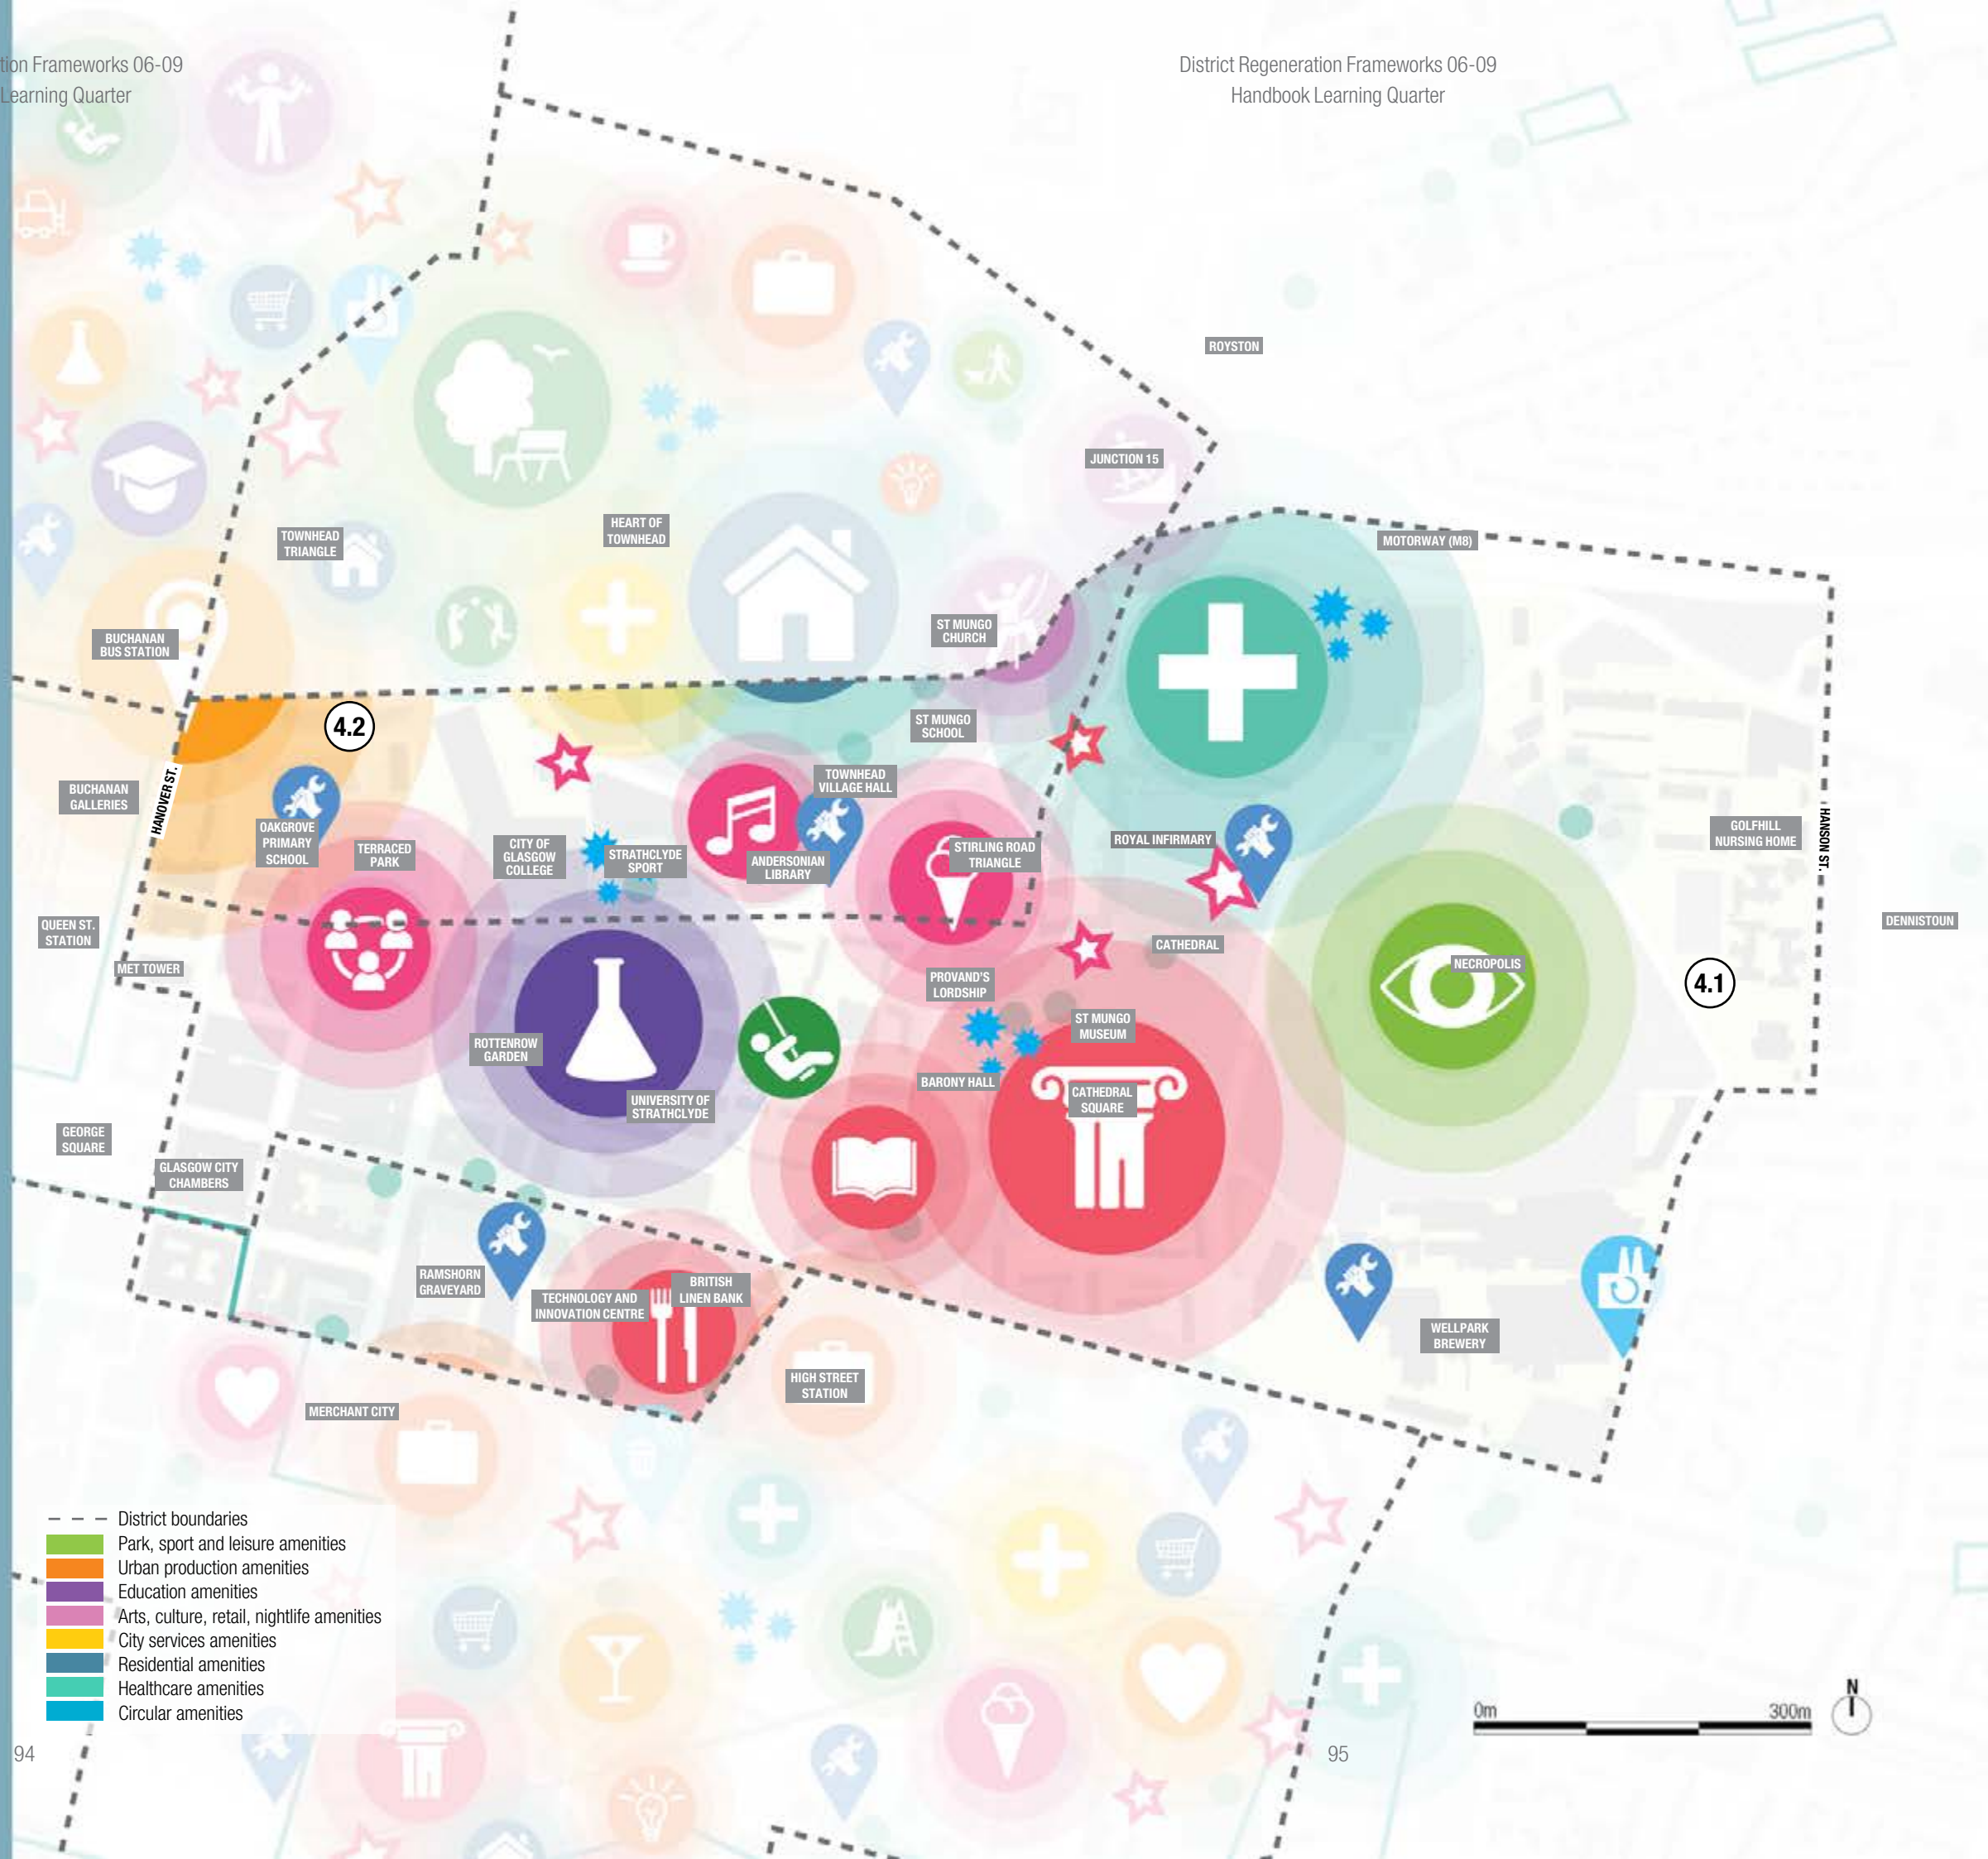 tion Frameworks 06-09
Learning Quarter
District Regeneration Frameworks 06-09
Handbook Learning Quarter
ROYSTON
JUNCTION 15
HEART OF
TOWNHEAD
TOWNHEAD
TRIANGLE
MOTORWAY (M8)
BUCHANAN
BUS STATION
ST MUNGO
CHURCH
4.2
ST MUNGO
SCHOOL
BUCHANAN
GALLERIES
HANOVER ST.
TOWNHEAD
VILLAGE HALL
OAKGROVE
PRIMARY
SCHOOL
TERRACED
PARK
CITY OF
GLASGOW
COLLEGE
STRATHCLYDE
SPORT
ANDERSONIAN
LIBRARY
STIRLING ROAD
TRIANGLE
ROYAL INFIRMARY
GOLFHILL
NURSING HOME
HANSON ST.
QUEEN ST.
STATION
DENNISTOUN
CATHEDRAL
MET TOWER
NECROPOLIS
PROVAND'S
LORDSHIP
4.1
ST MUNGO
MUSEUM
ROTTENROW
GARDEN
BARONY HALL
CATHEDRAL
SQUARE
UNIVERSITY OF
STRATHCLYDE
GEORGE
SQUARE
GLASGOW CITY
CHAMBERS
RAMSHORN
GRAVEYARD
TECHNOLOGY AND
INNOVATION CENTRE
BRITISH
LINEN BANK
WELLPARK
BREWERY
HIGH STREET
STATION
MERCHANT CITY
District boundaries
Park, sport and leisure amenities
Urban production amenities
Education amenities
Arts, culture, retail, nightlife amenities
City services amenities
Residential amenities
Healthcare amenities
Circular amenities
0m
300m
N
94
95